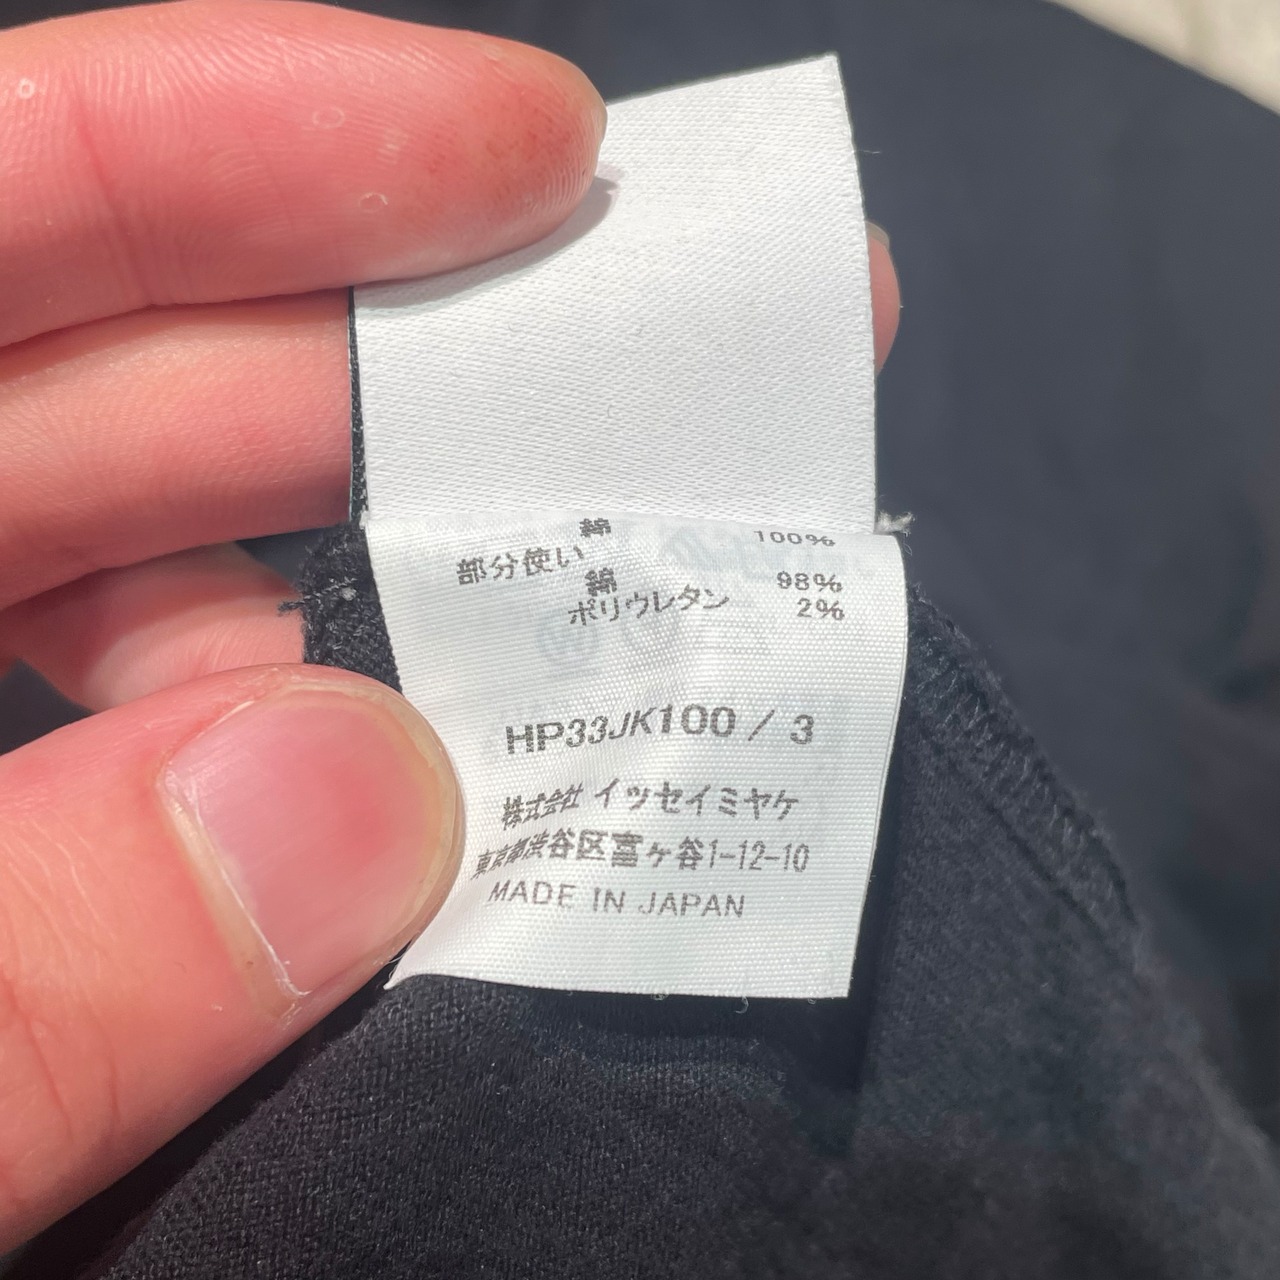 綿 100%
部分使い
綿 98%
ポリウレタン 2%
HP33JK100 / 3
株式会社 イッセイミヤケ
東京都渋谷区富ヶ谷1-12-10
MADE IN JAPAN